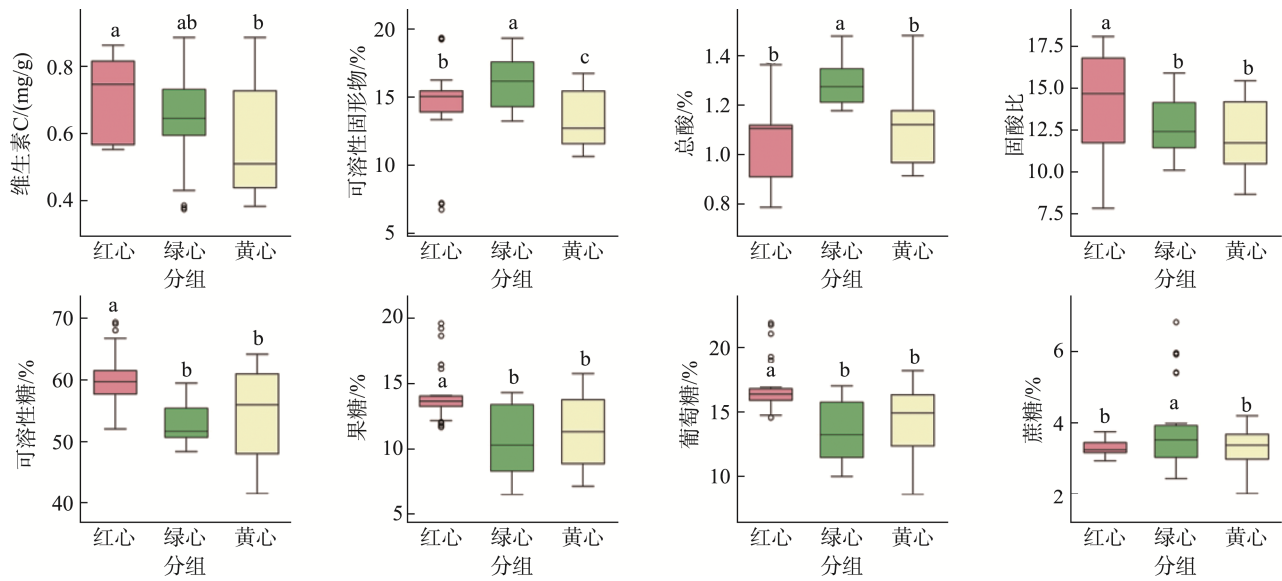 维生素C/(mg/g)
0.8
0.6
0.4
a
ab
b
红心 绿心 黄心
分组
可溶性固形物/%
20
15
10
5
b
a
c
红心 绿心 黄心
分组
总酸/%
1.4
1.2
1.0
0.8
b
a
b
红心 绿心 黄心
分组
固酸比
17.5
15.0
12.5
10.0
7.5
a
b
b
红心 绿心 黄心
分组
可溶性糖/%
70
60
50
40
a
b
b
红心 绿心 黄心
分组
果糖/%
20
15
10
5
a
b
b
红心 绿心 黄心
分组
葡萄糖/%
20
15
10
a
b
b
红心 绿心 黄心
分组
蔗糖/%
6
4
2
b
a
b
红心 绿心 黄心
分组